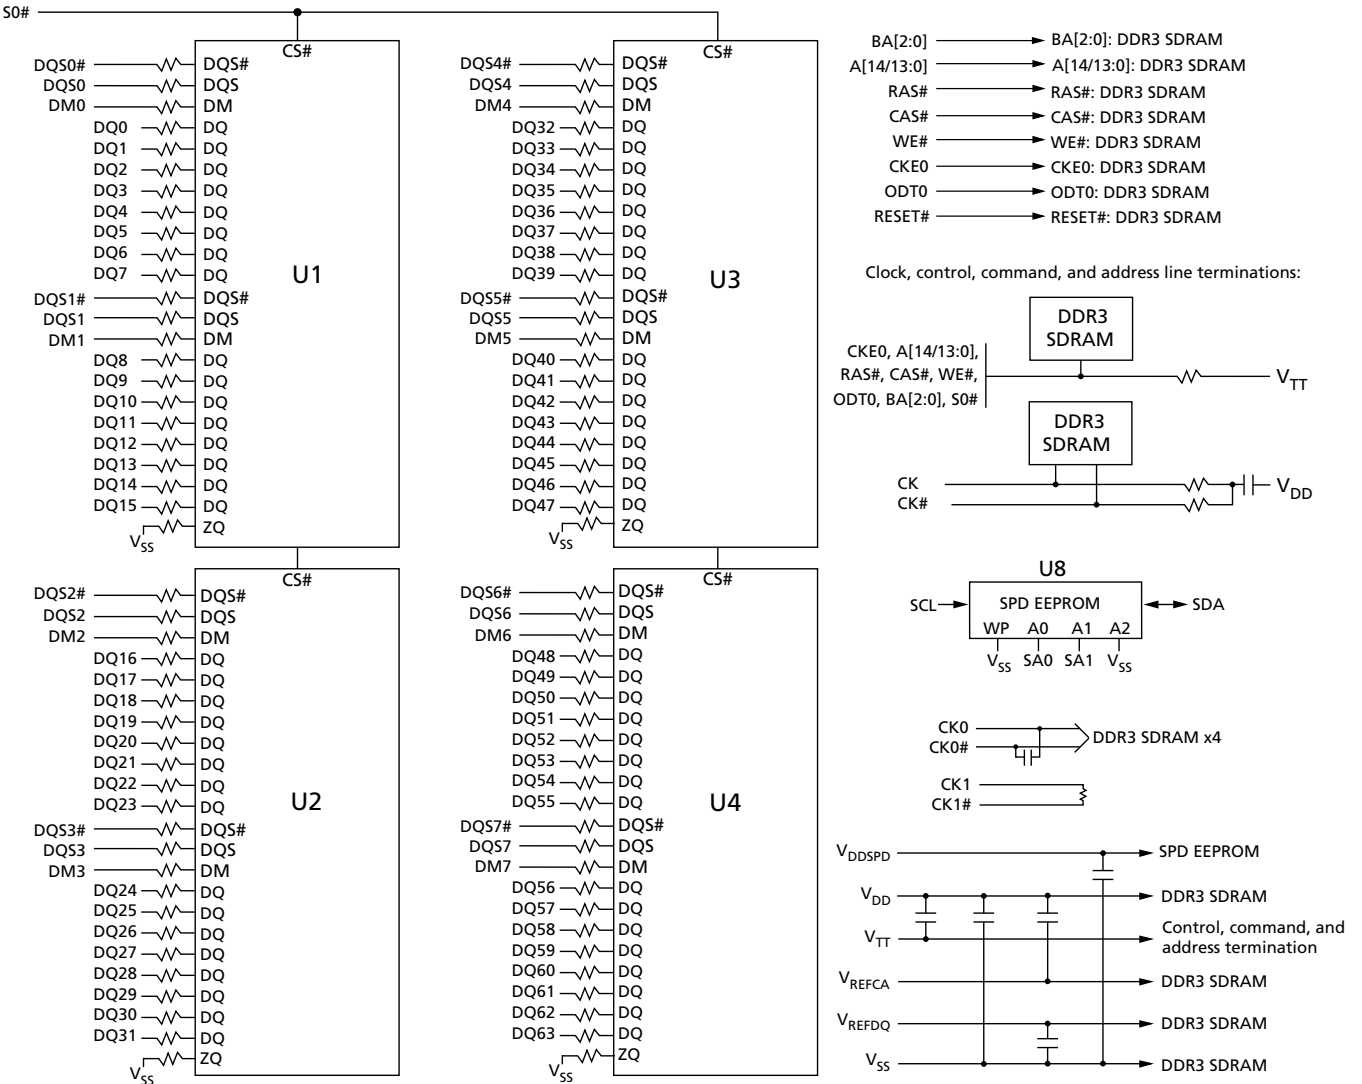 S0#
CS#
DQS0# DQS#
DQS0 DQS
DM0 DM
DQ0 DQ
DQ1 DQ
DQ2 DQ
DQ3 DQ
DQ4 DQ
DQ5 DQ
DQ6 DQ
DQ7 DQ
U1
DQS1# DQS#
DQS1 DQS
DM1 DM
DQ8 DQ
DQ9 DQ
DQ10 DQ
DQ11 DQ
DQ12 DQ
DQ13 DQ
DQ14 DQ
DQ15 DQ
VSS ZQ
CS#
DQS2# DQS#
DQS2 DQS
DM2 DM
DQ16 DQ
DQ17 DQ
DQ18 DQ
DQ19 DQ
DQ20 DQ
DQ21 DQ
DQ22 DQ
DQ23 DQ
U2
DQS3# DQS#
DQS3 DQS
DM3 DM
DQ24 DQ
DQ25 DQ
DQ26 DQ
DQ27 DQ
DQ28 DQ
DQ29 DQ
DQ30 DQ
DQ31 DQ
VSS ZQ
CS#
DQS4# DQS#
DQS4 DQS
DM4 DM
DQ32 DQ
DQ33 DQ
DQ34 DQ
DQ35 DQ
DQ36 DQ
DQ37 DQ
DQ38 DQ
DQ39 DQ
U3
DQS5# DQS#
DQS5 DQS
DM5 DM
DQ40 DQ
DQ41 DQ
DQ42 DQ
DQ43 DQ
DQ44 DQ
DQ45 DQ
DQ46 DQ
DQ47 DQ
VSS ZQ
CS#
DQS6# DQS#
DQS6 DQS
DM6 DM
DQ48 DQ
DQ49 DQ
DQ50 DQ
DQ51 DQ
DQ52 DQ
DQ53 DQ
DQ54 DQ
DQ55 DQ
U4
DQS7# DQS#
DQS7 DQS
DM7 DM
DQ56 DQ
DQ57 DQ
DQ58 DQ
DQ59 DQ
DQ60 DQ
DQ61 DQ
DQ62 DQ
DQ63 DQ
VSS ZQ
BA[2:0] BA[2:0]: DDR3 SDRAM
A[14/13:0] A[14/13:0]: DDR3 SDRAM
RAS# RAS#: DDR3 SDRAM
CAS# CAS#: DDR3 SDRAM
WE# WE#: DDR3 SDRAM
CKE0 CKE0: DDR3 SDRAM
ODT0 ODT0: DDR3 SDRAM
RESET# RESET#: DDR3 SDRAM
Clock, control, command, and address line terminations:
DDR3
SDRAM
CKE0, A[14/13:0],
RAS#, CAS#, WE#,
ODT0, BA[2:0], S0#
VTT
DDR3
SDRAM
CK
CK#
VDD
U8
SCL SPD EEPROM SDA
WP A0 A1 A2
VSS SA0 SA1 VSS
CK0
CK0#
DDR3 SDRAM x4
CK1
CK1#
VDDSPD SPD EEPROM
VDD DDR3 SDRAM
VTT Control, command, and
address termination
VREFCA DDR3 SDRAM
VREFDQ DDR3 SDRAM
VSS DDR3 SDRAM